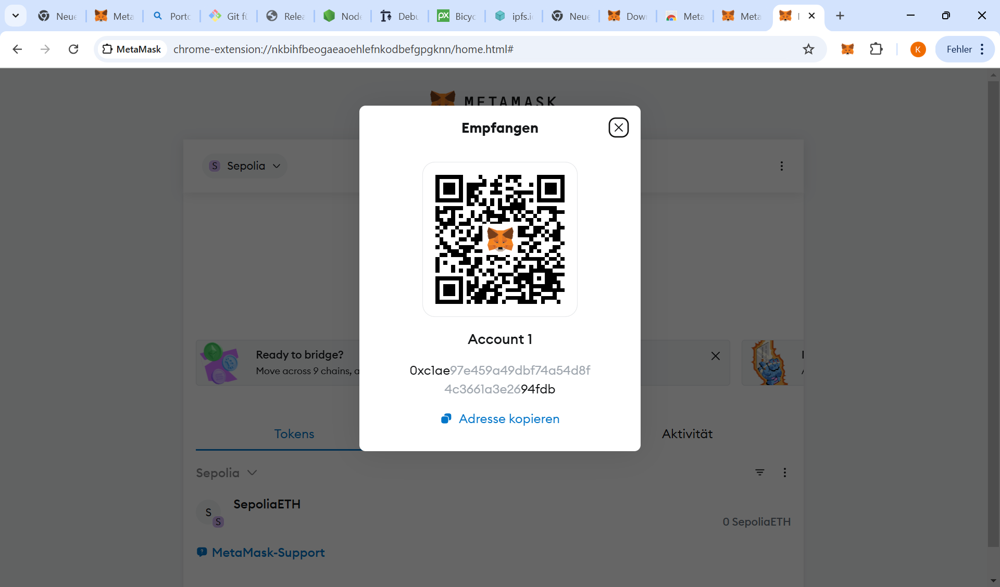 Neue
Meta
Porto
Git fü
Relea
Node
Debu
Bicyc
ipfs.i
Neue
Dow
Meta
Meta
MetaMask
chrome-extension://nkbihfbeogaeaoehlefnkodbefgpgknn/home.html#
K
Fehler
METAMASK
Empfangen
S Sepolia
Account 1
Ready to bridge?
Move across 9 chains, a
0xc1ae97e459a49dbf74a54d8f
4c3661a3e2694fdb
Adresse kopieren
Tokens
Aktivität
Sepolia
SepoliaETH
S
S
0 SepoliaETH
MetaMask-Support